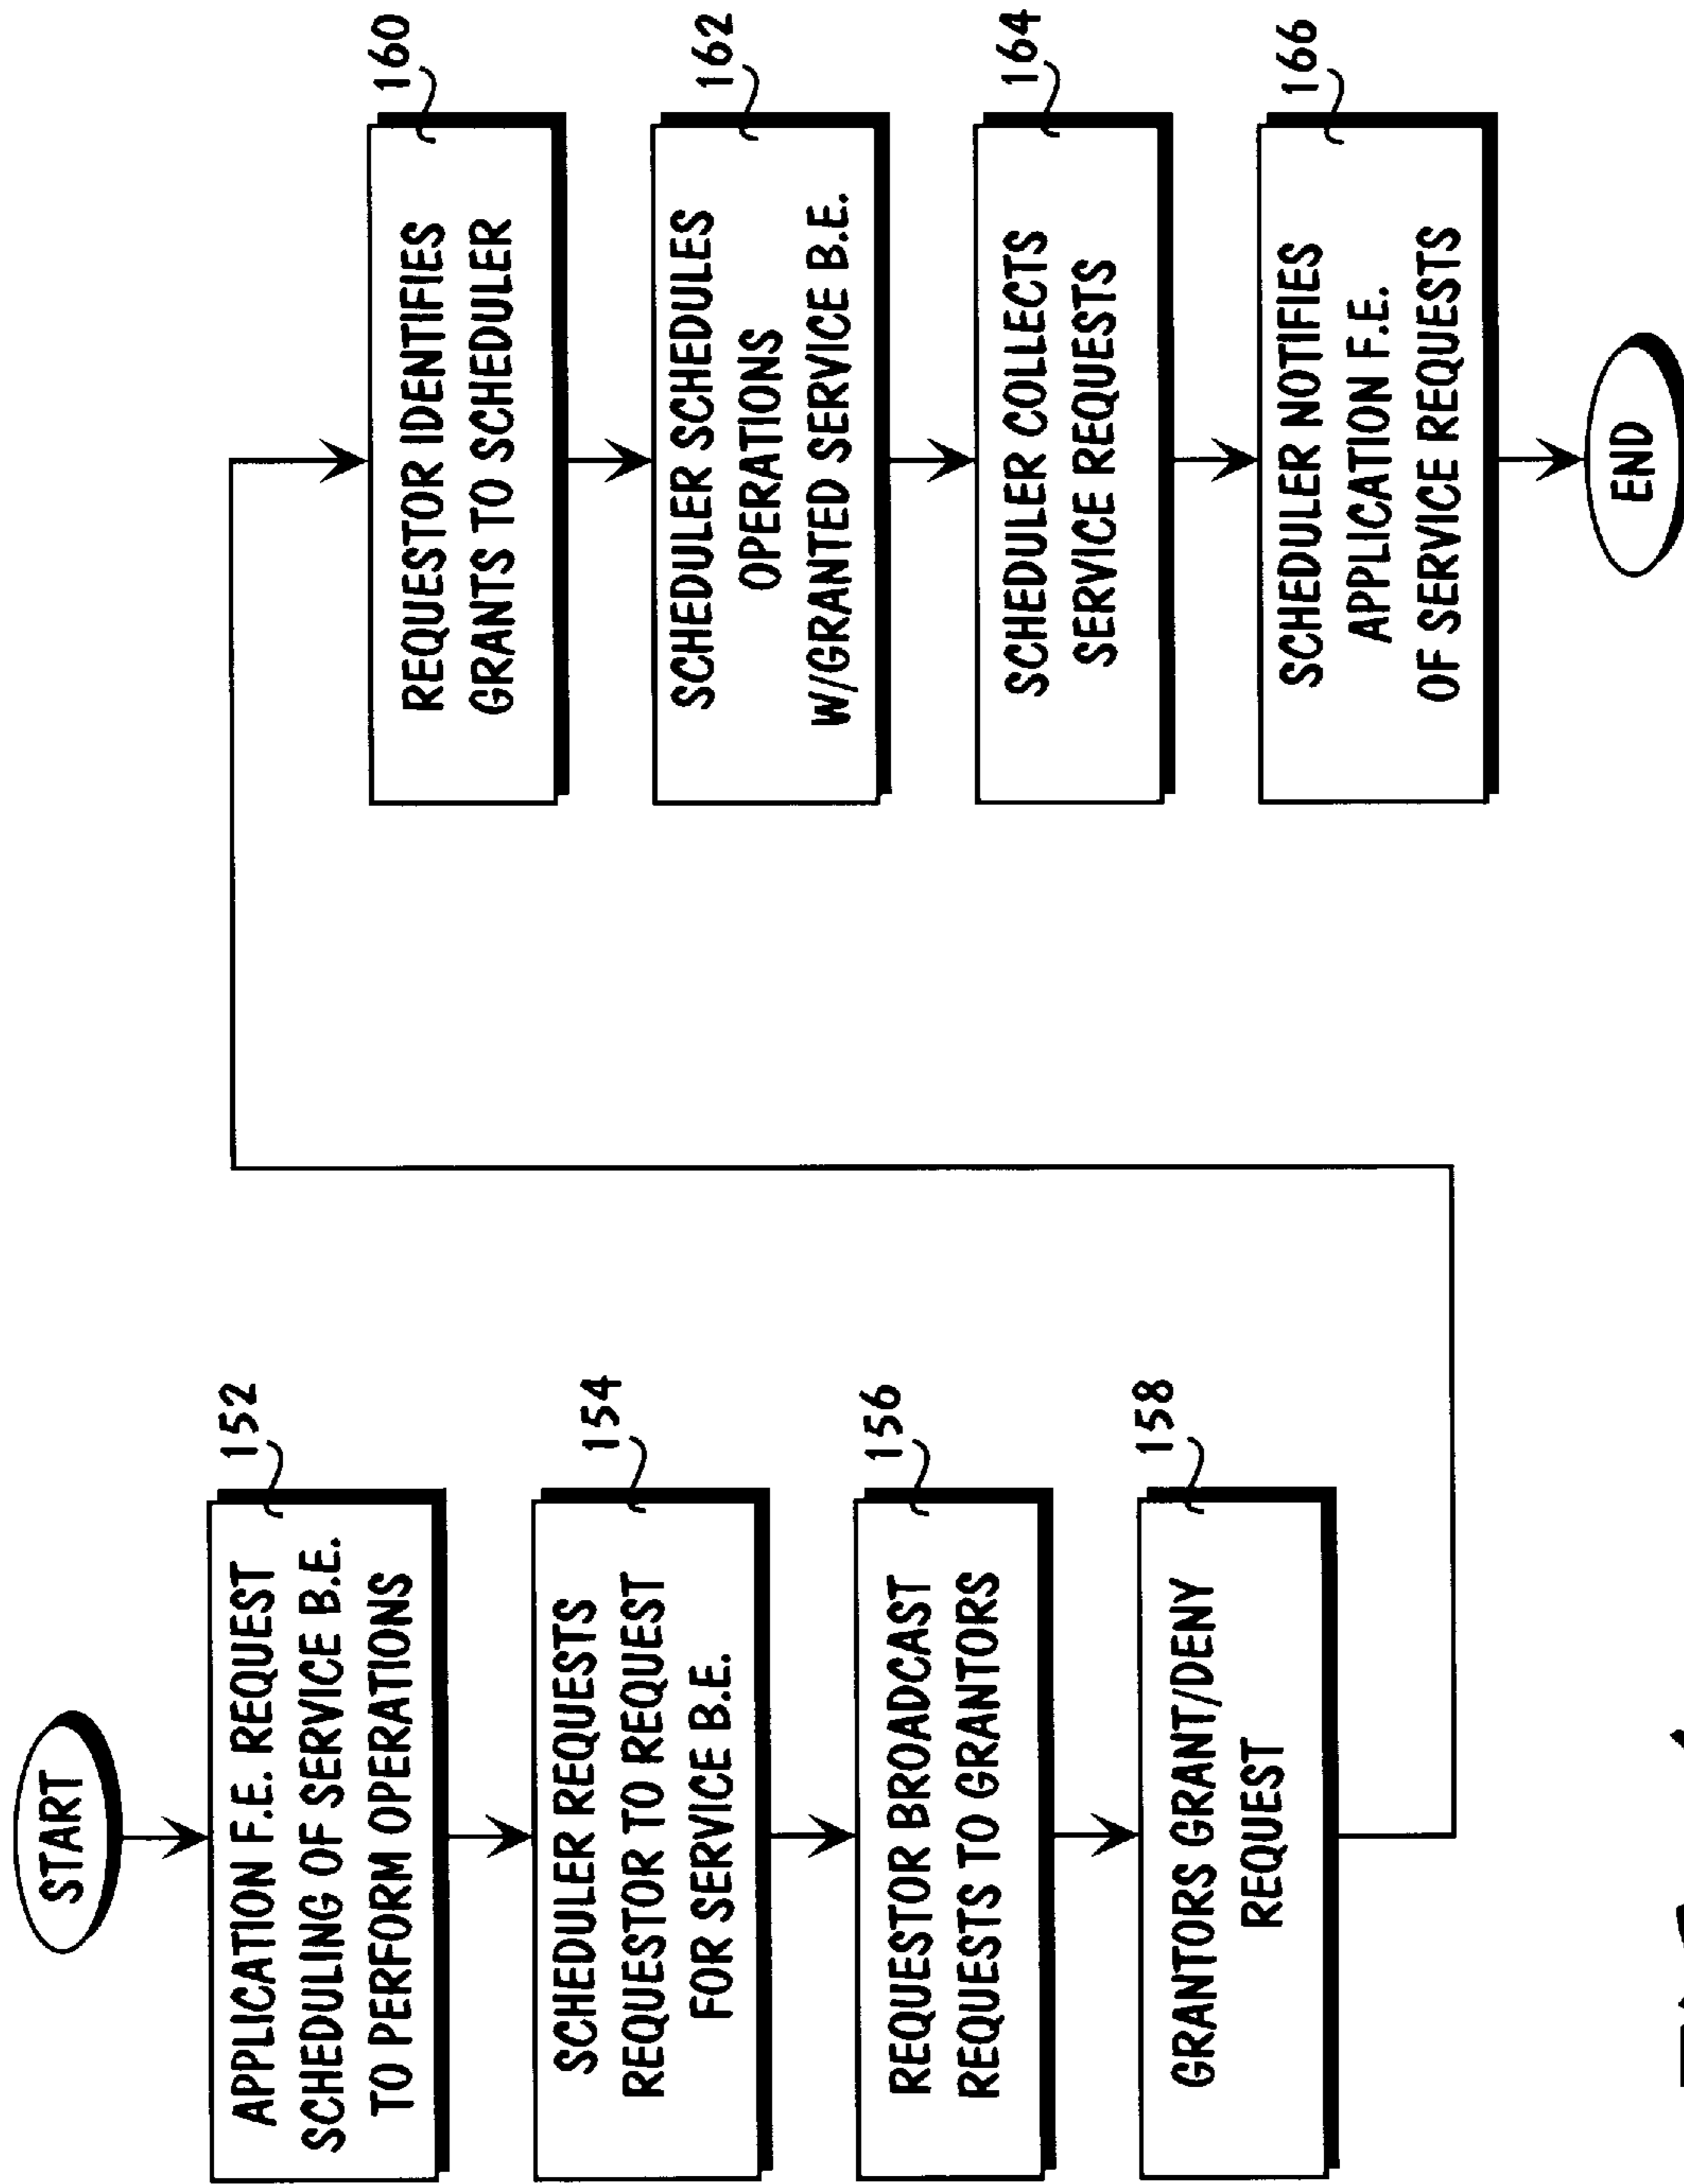 START
152
APPLICATION F.E. REQUEST
SCHEDULING OF SERVICE B.E.
TO PERFORM OPERATIONS
154
SCHEDULER REQUESTS
REQUESTOR TO REQUEST
FOR SERVICE B.E.
156
REQUESTOR BROADCAST
REQUESTS TO GRANTORS
158
GRANTORS GRANT/DENY
REQUEST
160
REQUESTOR IDENTIFIES
GRANTS TO SCHEDULER
162
SCHEDULER SCHEDULES
OPERATIONS
W/GRANTED SERVICE B.E.
164
SCHEDULER COLLECTS
SERVICE REQUESTS
166
SCHEDULER NOTIFIES
APPLICATION F.E.
OF SERVICE REQUESTS
END